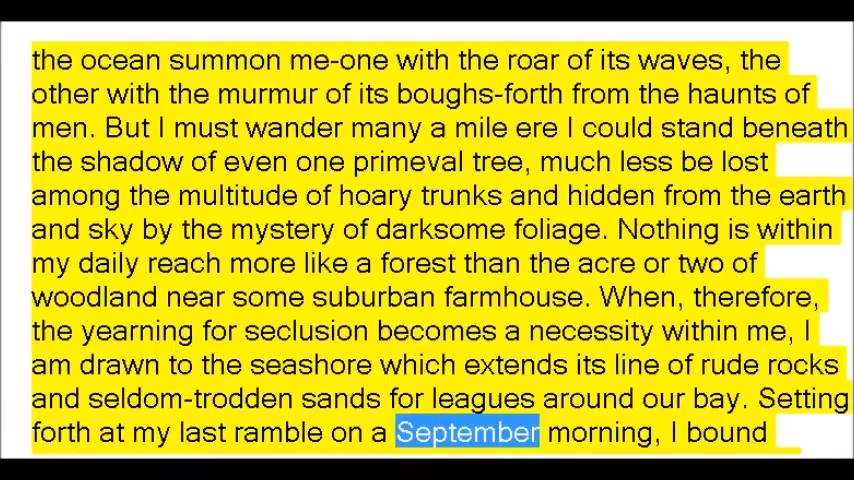 the ocean summon me-one with the roar of its waves, the
other with the murmur of its boughs-forth from the haunts of
men. But I must wander many a mile ere I could stand beneath
the shadow of even one primeval tree, much less be lost
among the multitude of hoary trunks and hidden from the earth
and sky by the mystery of darksome foliage. Nothing is within
my daily reach more like a forest than the acre or two of
woodland near some suburban farmhouse. When, therefore,
the yearning for seclusion becomes a necessity within me, I
am drawn to the seashore which extends its line of rude rocks
and seldom-trodden sands for leagues around our bay. Setting
forth at my last ramble on a September morning, I bound